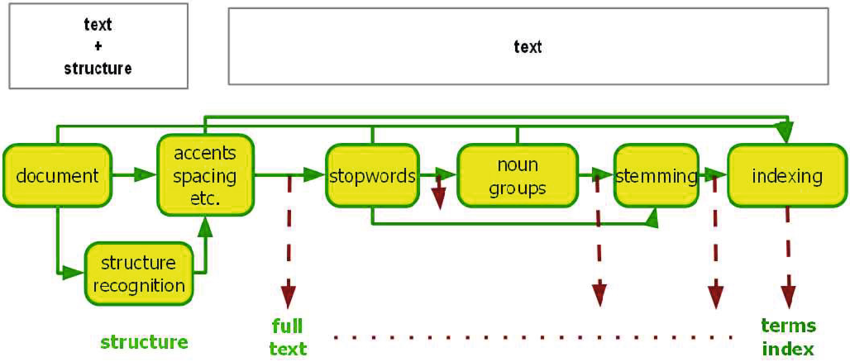 text
+
structure
text
document
accents
spacing
etc.
stopwords
noun
groups
stemming
indexing
structure
recognition
structure
full
text
terms
index